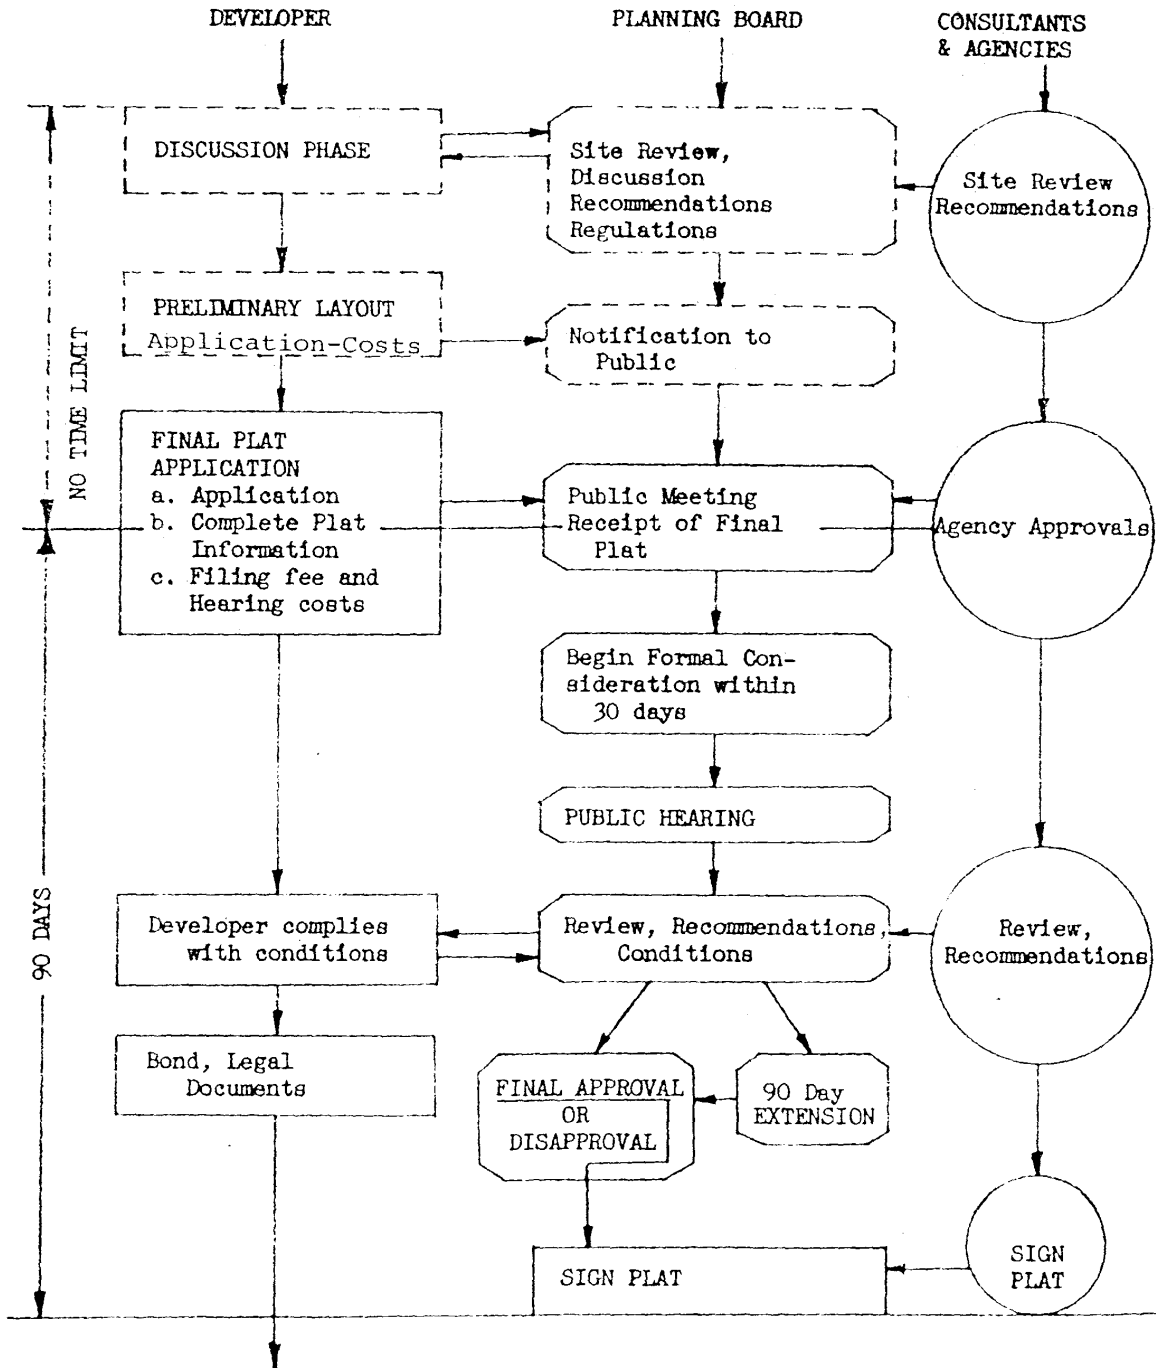 DEVELOPER
PLANNING BOARD
CONSULTANTS
& AGENCIES
DISCUSSION PHASE
Site Review,
Discussion
Recommendations
Regulations
Site Review
Recommendations
PRELIMINARY LAYOUT
Application-Costs
Notification to
Public
NO TIME LIMIT
FINAL PLAT
APPLICATION
a. Application
b. Complete Plat
Information
c. Filing fee and
Hearing costs
Public Meeting
Receipt of Final
Plat
Agency Approvals
Begin Formal Con-
sideration within
30 days
PUBLIC HEARING
90 DAYS
Developer complies
with conditions
Review, Recommendations,
Conditions
Review,
Recommendations
Bond, Legal
Documents
FINAL APPROVAL
OR
DISAPPROVAL
90 Day
EXTENSION
SIGN PLAT
SIGN
PLAT